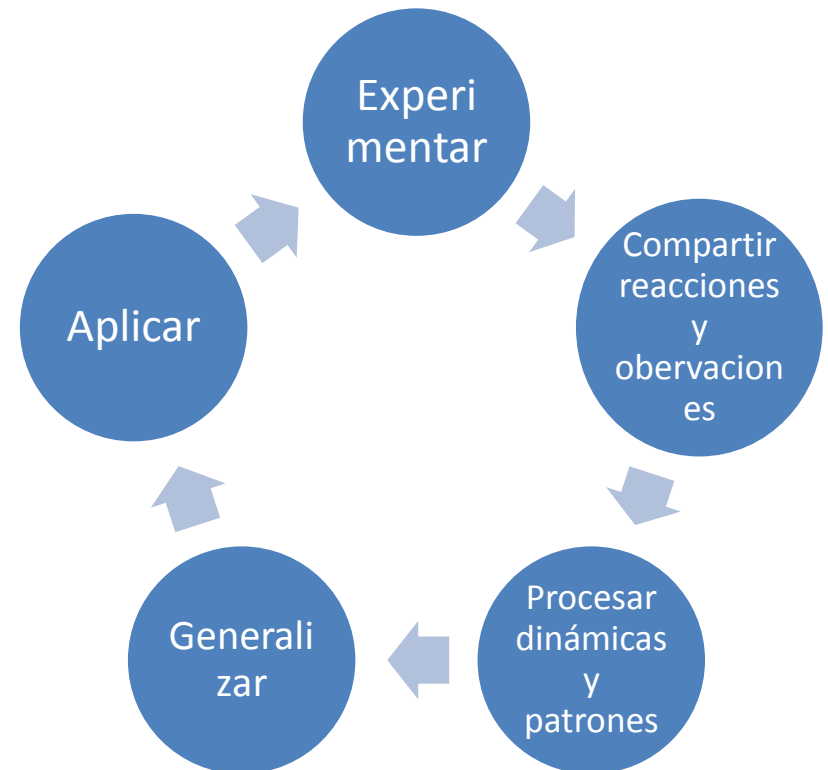 Experi
mentar
Compartir
reacciones
y
obervacion
es
Procesar
dinámicas
y
patrones
Generali
zar
Aplicar